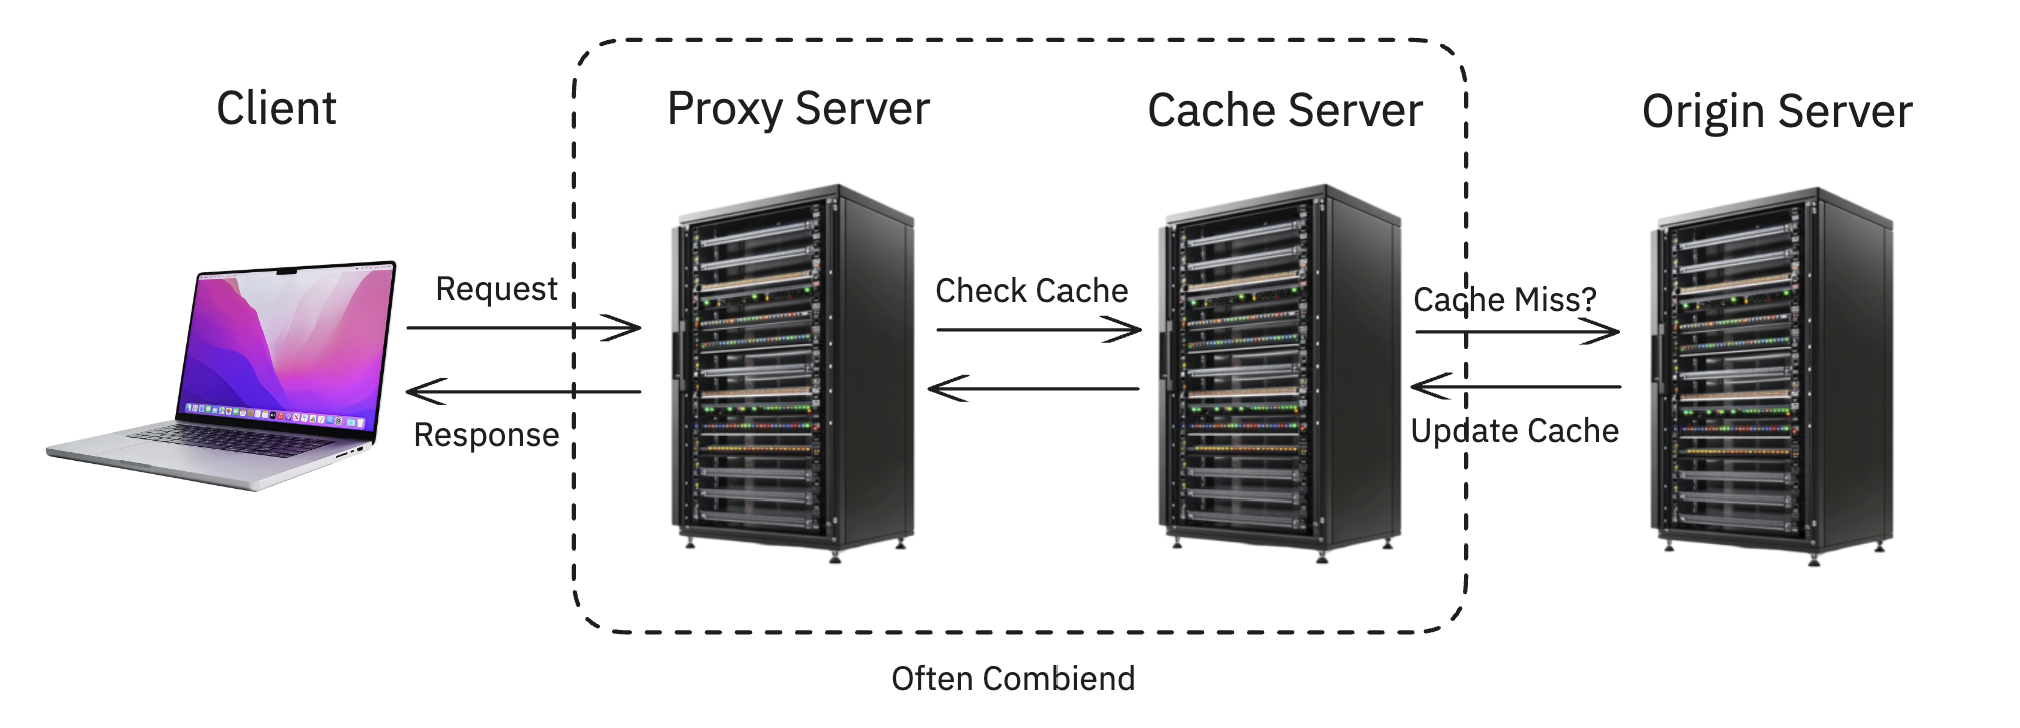 Client
Proxy Server
Cache Server
Origin Server
Request
Check Cache
Cache Miss?
Response
Update Cache
Often Combiend